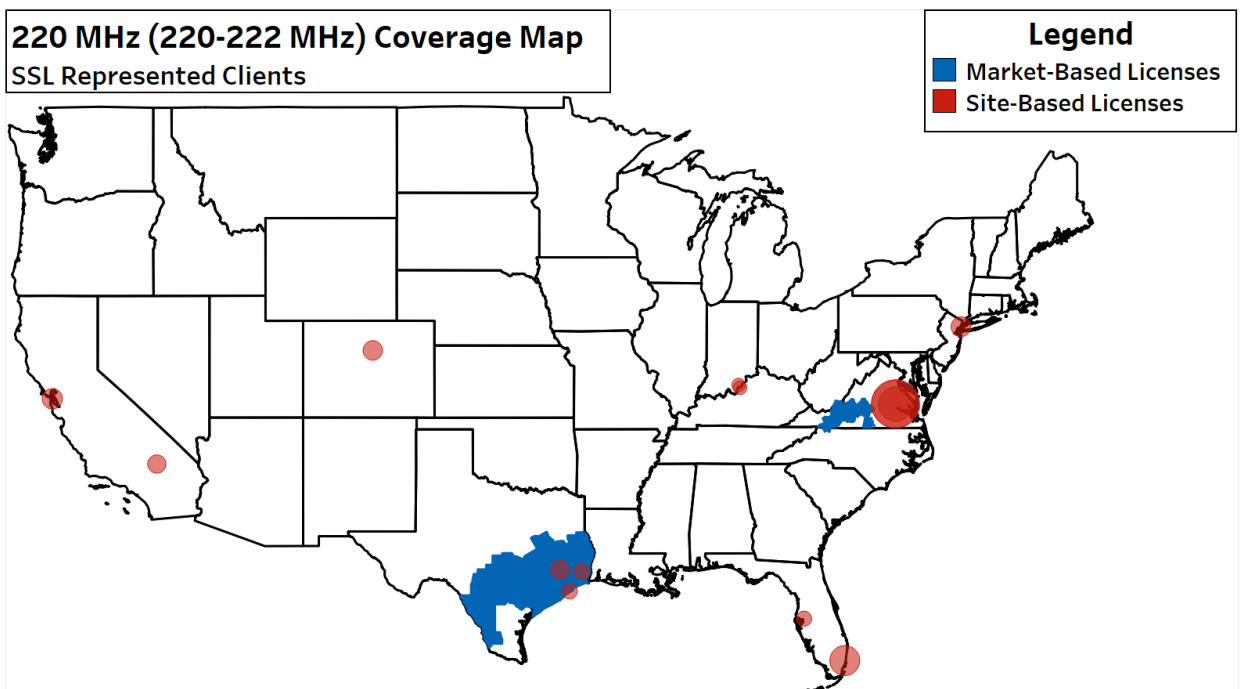 220 MHz (220-222 MHz) Coverage Map
SSL Represented Clients
Legend
Market-Based Licenses
Site-Based Licenses